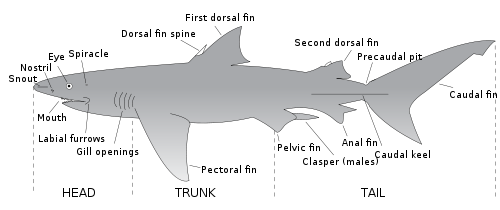 First dorsal fin
Dorsal fin spine
Second dorsal fin
Eye Spiracle
Precaudal pit
Nostril
Snout
Caudal fin
Mouth
Labial furrows
Gill openings
Pectoral fin
Pelvic fin
Anal fin
Clasper (males)
Caudal keel
HEAD TRUNK TAIL